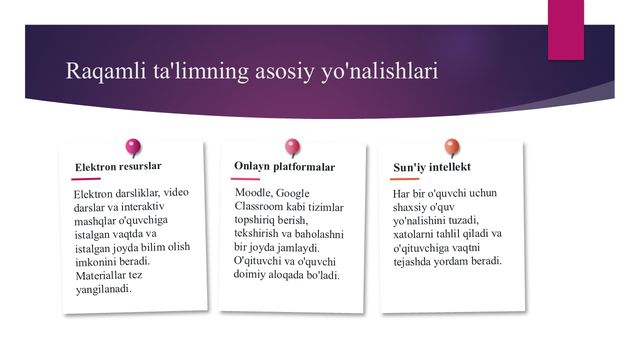 Raqamli ta'limning asosiy yo'nalishlari
Elektron resurslar
Elektron darsliklar, video
darslar va interaktiv
mashqlar o'quvchiga
istalgan vaqtda va
istalgan joyda bilim olish
imkonini beradi.
Materiallar tez
yangilanadi.
Onlayn platformalar
Moodle, Google
Classroom kabi tizimlar
topshiriq berish,
tekshirish va baholashni
bir joyda jamlaydi.
O'qituvchi va o'quvchi
doimiy aloqada bo'ladi.
Sun'iy intellekt
Har bir o'quvchi uchun
shaxsiy o'quv
yo'nalishini tuzadi,
xatolarni tahlil qiladi va
o'qituvchiga vaqtni
tejashda yordam beradi.